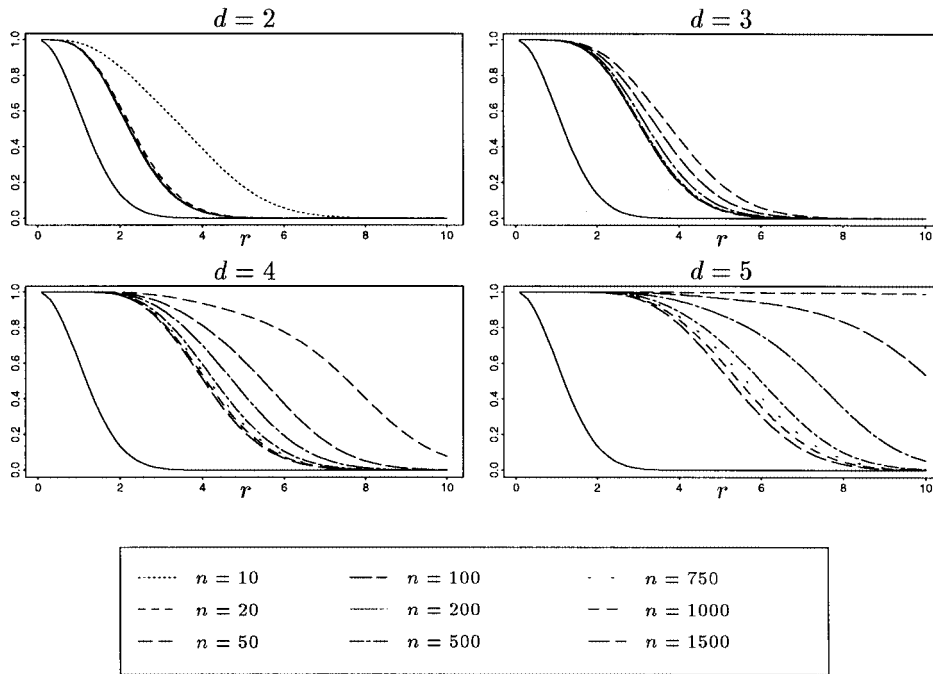 d = 2
d = 3
1.0
0.8
0.6
0.4
0.2
0.0
0 2 4 6 8 10
r
1.0
0.8
0.6
0.4
0.2
0.0
0 2 4 6 8 10
r
d = 4
d = 5
1.0
0.8
0.6
0.4
0.2
0.0
0 2 4 6 8 10
r
1.0
0.8
0.6
0.4
0.2
0.0
0 2 4 6 8 10
r
n = 10
n = 100
n = 750
n = 20
n = 200
n = 1000
n = 50
n = 500
n = 1500